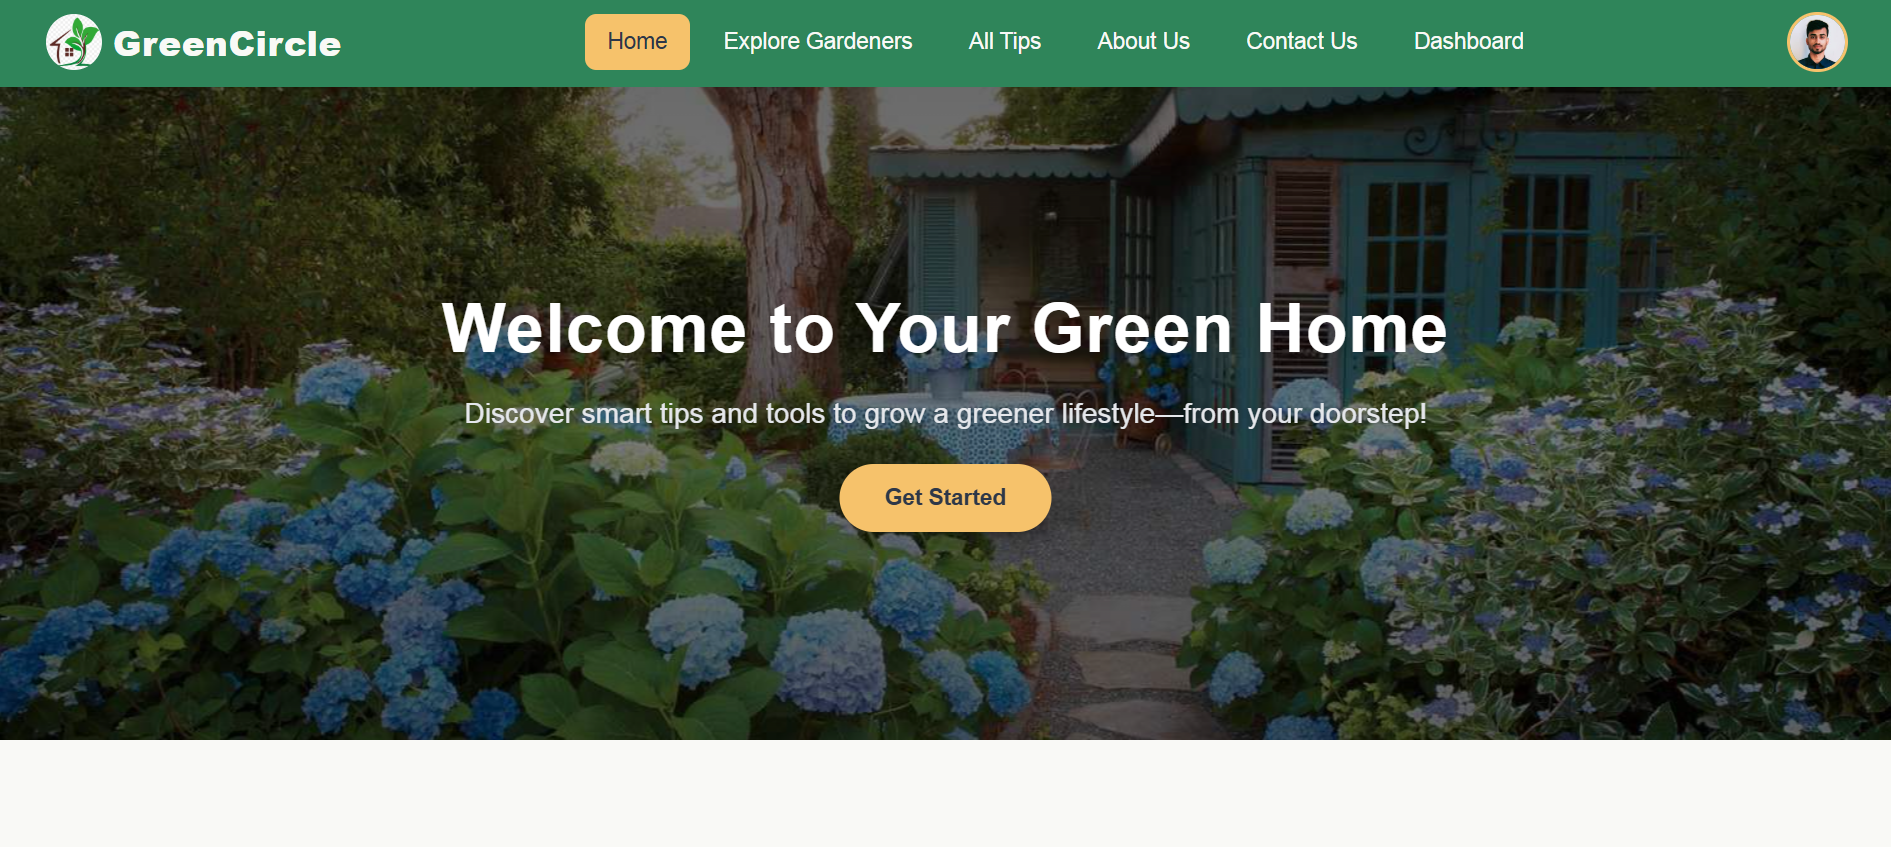 GreenCircle
Home
Explore Gardeners
All Tips
About Us
Contact Us
Dashboard
Welcome to Your Green Home
Discover smart tips and tools to grow a greener lifestyle—from your doorstep!
Get Started